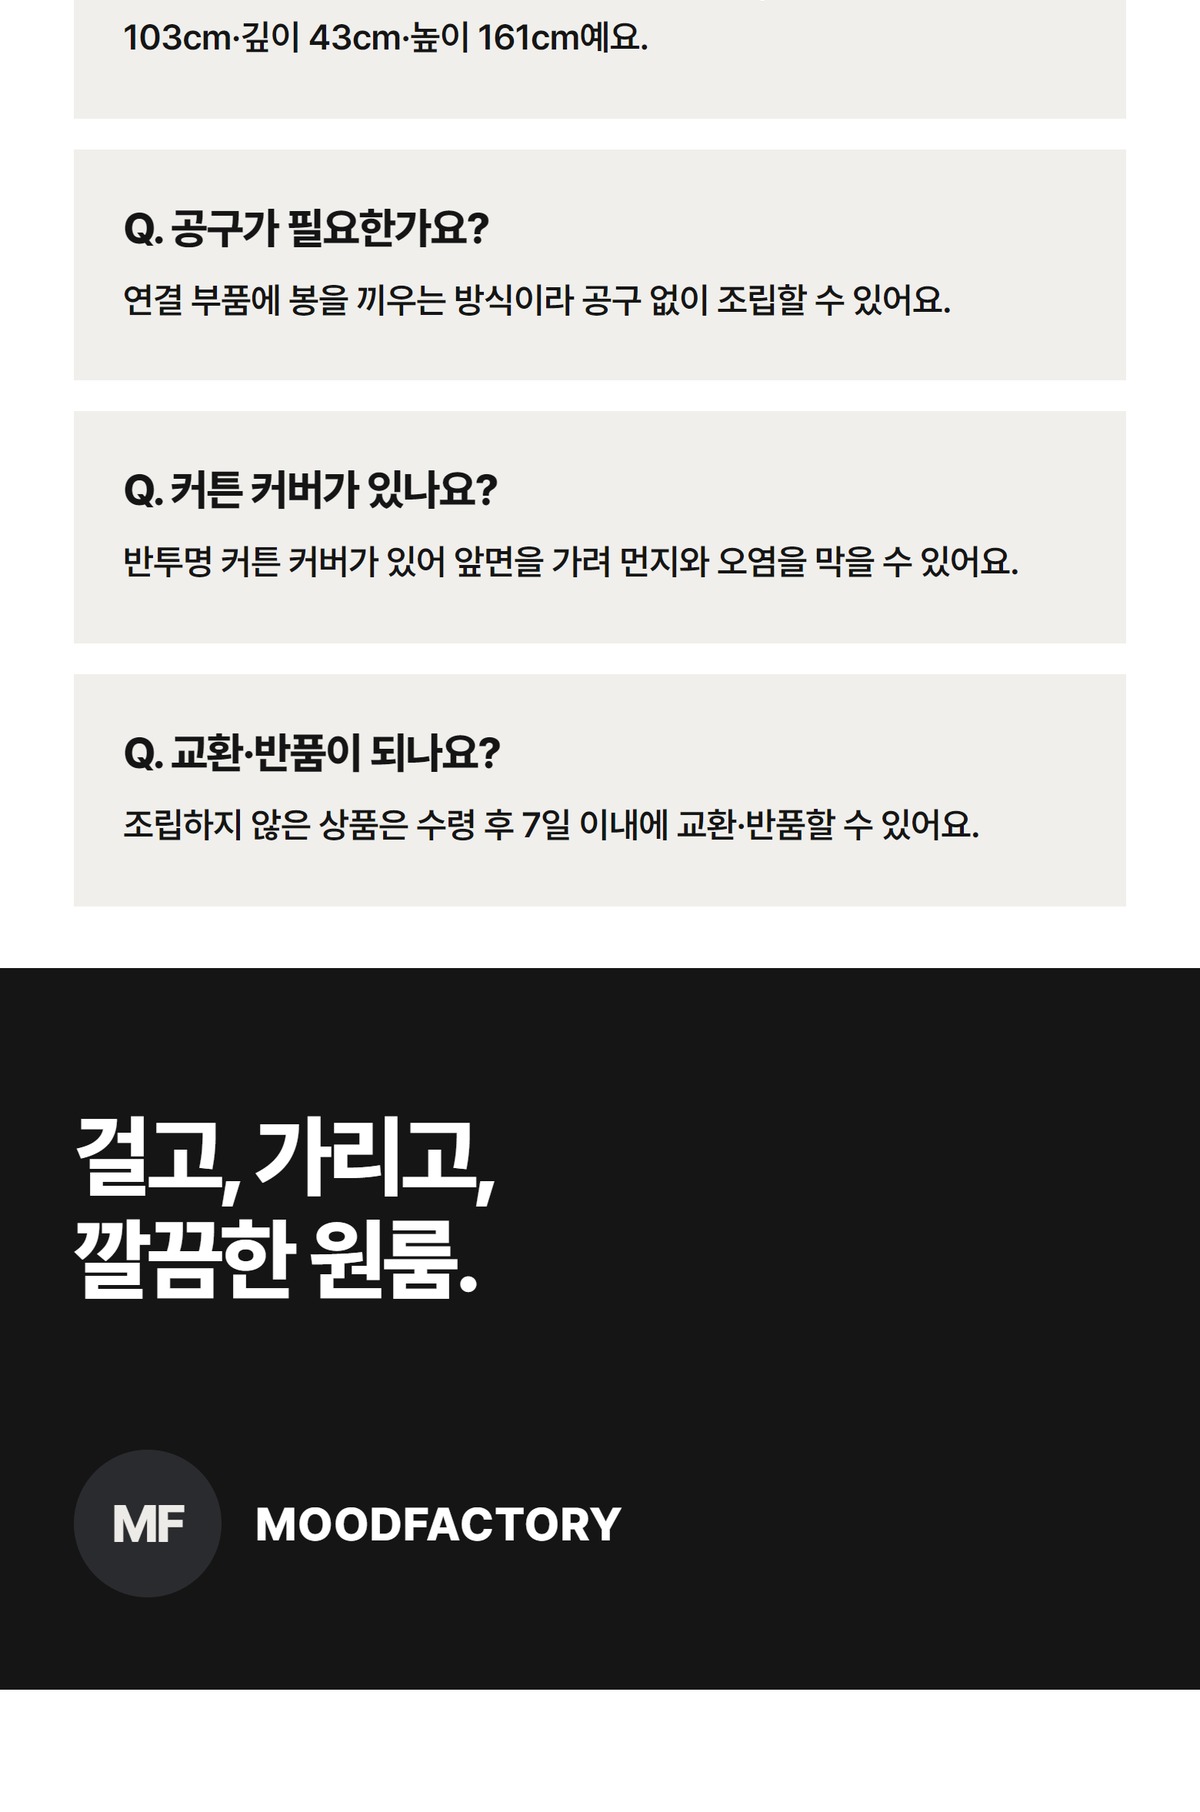 103cm·깊이 43cm·높이 161cm예요.
Q. 공구가 필요한가요?
연결 부품에 봉을 끼우는 방식이라 공구 없이 조립할 수 있어요.
Q. 커튼 커버가 있나요?
반투명 커튼 커버가 있어 앞면을 가려 먼지와 오염을 막을 수 있어요.
Q. 교환·반품이 되나요?
조립하지 않은 상품은 수령 후 7일 이내에 교환·반품할 수 있어요.
걸고, 가리고,
깔끔한 원룸.
MF
MOODFACTORY